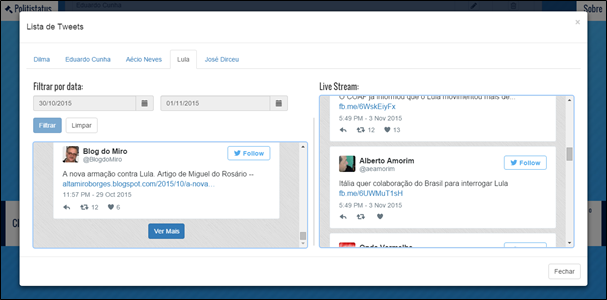 Politistatus
Eduardo Cunha
Sobre
Lista de Tweets
×
Dilma
Eduardo Cunha
Aécio Neves
Lula
José Dirceu
Filtrar por data:
30/10/2015
01/11/2015
Filtrar
Limpar
Blog do Miro
@BlogdoMiro
Follow
A nova armação contra Lula. Artigo de Miguel do Rosário --
altamiroborges.blogspot.com/2015/10/a-nova...
11:57 PM - 29 Oct 2015
12
5
Ver Mais
Live Stream:
O COAF já informou que o Lula movimentou mais de...
fb.me/6WskEiyFx
5:49 PM - 3 Nov 2015
12
13
Alberto Amorim
@aeamorim
Follow
Itália quer colaboração do Brasil para interrogar Lula
fb.me/6UWMuT1sH
5:49 PM - 3 Nov 2015
Onda Vermelha
Fechar